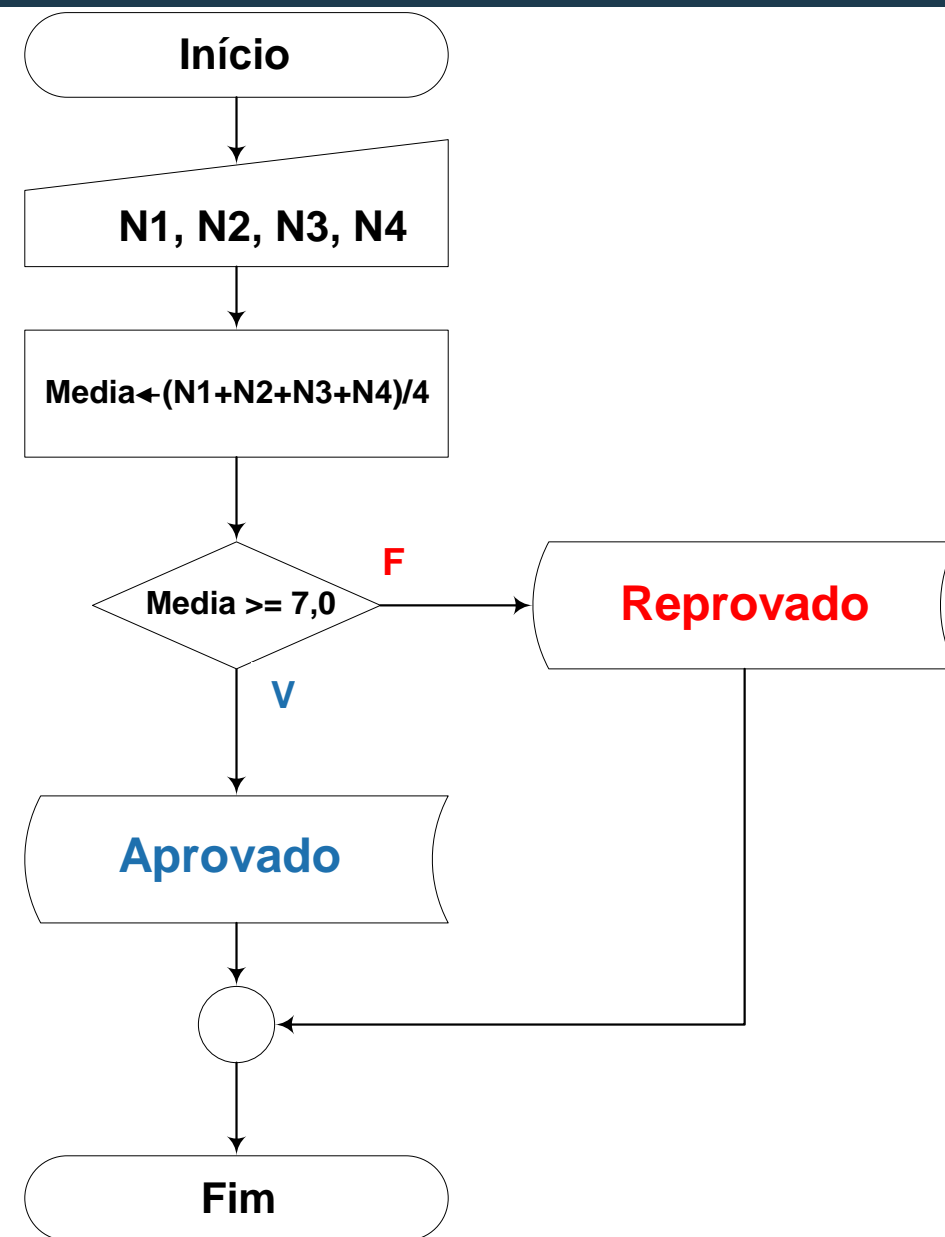 Início
N1, N2, N3, N4
Media←(N1+N2+N3+N4)/4
F
Media >= 7,0
Reprovado
V
Aprovado
Fim